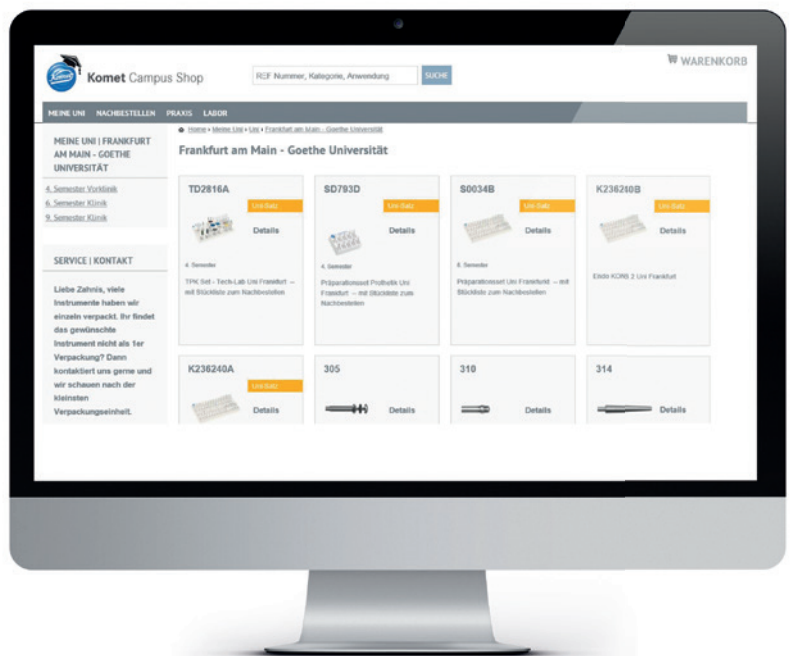 Komet
Komet Campus Shop
REF Nummer, Kategorie, Anwendung
SUCHE
WARENKORB
MEINE UNI NACHBESTELLEN PRAXIS LABOR
MEINE UNI | FRANKFURT
AM MAIN - GOETHE
UNIVERSITÄT
4. Semester Vorklinik
6. Semester Klinik
9. Semester Klinik
SERVICE | KONTAKT
Liebe Zahnis, viele
Instrumente haben wir
einzeln verpackt. Ihr findet
das gewünschte
Instrument nicht als 1er
Verpackung? Dann
kontaktiert uns gerne und
wir schauen nach der
kleinsten
Verpackungseinheit.
Home • Meine Uni • Uni • Frankfurt am Main - Goethe Universität
Frankfurt am Main - Goethe Universität
TD2816A
Uni-Satz
Details
4. Semester
TPK Set - Tech-Lab Uni Frankfurt – mit Stückliste zum Nachbestellen
SD793D
Uni-Satz
Details
4. Semester
Präparationsset Prothetik Uni
Frankfurt – mit Stückliste zum
Nachbestellen
S0034B
Uni-Satz
Details
6. Semester
Präparationsset Uni Frankfurt – mit
Stückliste zum Nachbestellen
K236240B
Uni-Satz
Details
Endo KONS 2 Uni Frankfurt
K236240A
Uni-Satz
Details
305
Details
310
Details
314
Details